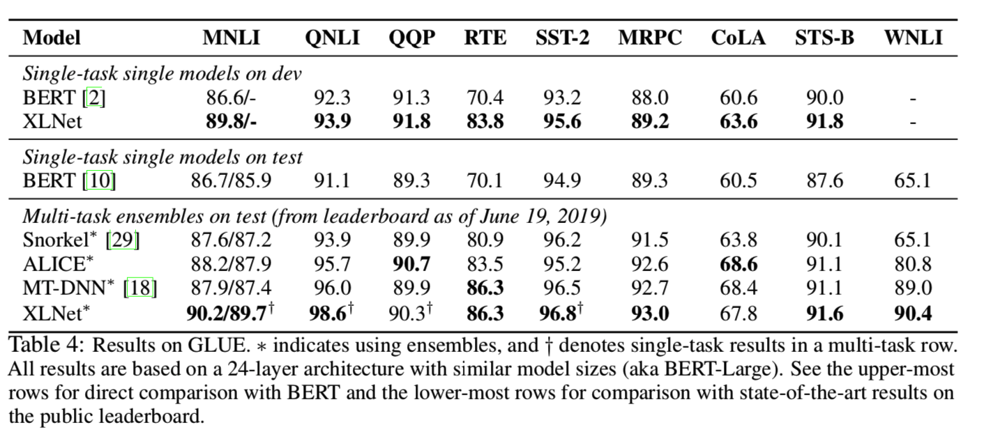 Model MNLI QNLI QQP RTE SST-2 MRPC CoLA STS-B WNLI
Single-task single models on dev
BERT [2] 86.6/- 92.3 91.3 70.4 93.2 88.0 60.6 90.0 -
XLNet 89.8/- 93.9 91.8 83.8 95.6 89.2 63.6 91.8 -
Single-task single models on test
BERT [10] 86.7/85.9 91.1 89.3 70.1 94.9 89.3 60.5 87.6 65.1
Multi-task ensembles on test (from leaderboard as of June 19, 2019)
Snorkel* [29] 87.6/87.2 93.9 89.9 80.9 96.2 91.5 63.8 90.1 65.1
ALICE* 88.2/87.9 95.7 90.7 83.5 95.2 92.6 68.6 91.1 80.8
MT-DNN* [18] 87.9/87.4 96.0 89.9 86.3 96.5 92.7 68.4 91.1 89.0
XLNet* 90.2/89.7† 98.6† 90.3† 86.3 96.8† 93.0 67.8 91.6 90.4
Table 4: Results on GLUE. * indicates using ensembles, and † denotes single-task results in a multi-task row.
All results are based on a 24-layer architecture with similar model sizes (aka BERT-Large). See the upper-most
rows for direct comparison with BERT and the lower-most rows for comparison with state-of-the-art results on
the public leaderboard.